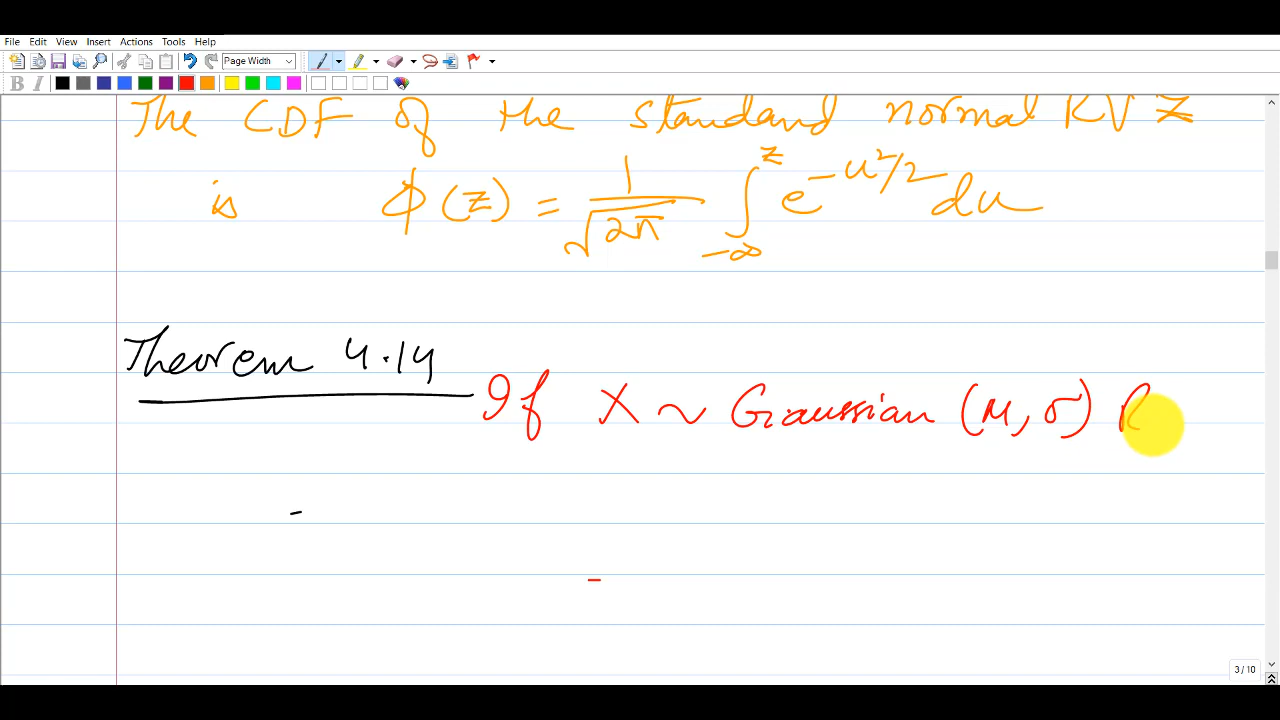 File Edit View Insert Actions Tools Help
Page Width
B I
The CDF of the standard normal RV Z
is Φ(z) = 1/√2π ∫_{-∞}^{z} e^{-u²/2} du
Theorem 4.14
If X ~ Gaussian (μ, σ) R
3 / 10